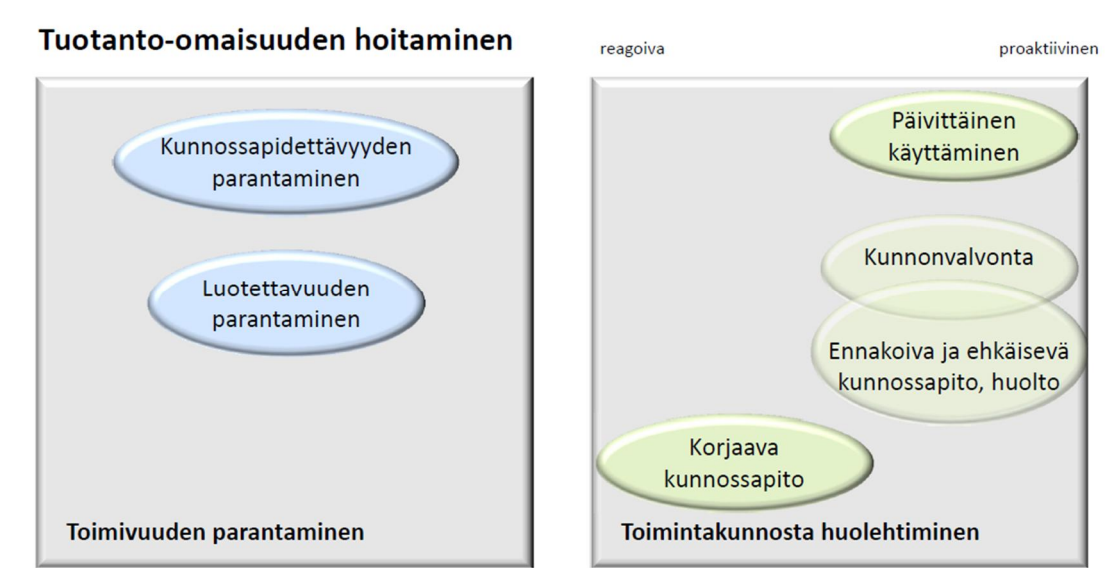 Tuotanto-omaisuuden hoitaminen
Kunnossapidettävyyden
parantaminen
Luotettavuuden
parantaminen
Toimivuuden parantaminen
reagoiva
proaktiivinen
Päivittäinen
käyttäminen
Kunnonvalvonta
Ennakoiva ja ehkäisevä
kunnossapito, huolto
Korjaava
kunnossapito
Toimintakunnosta huolehtiminen